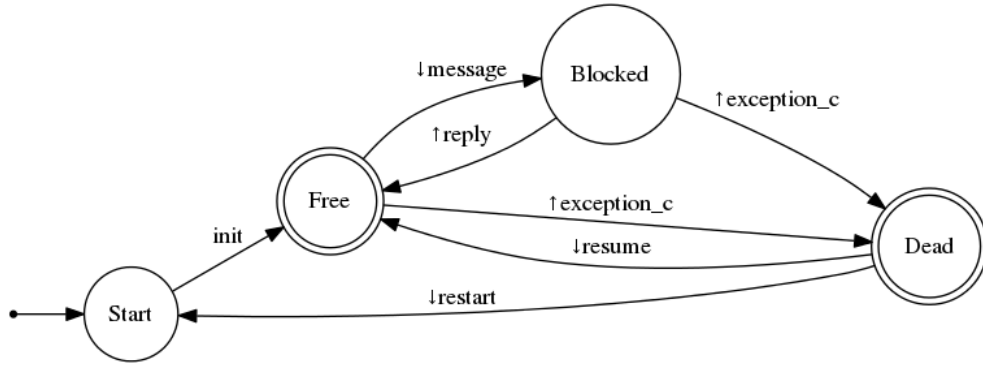 Blocked
↓message
↑exception_c
↑reply
Free
↑exception_c
↓resume
Dead
init
↓restart
Start